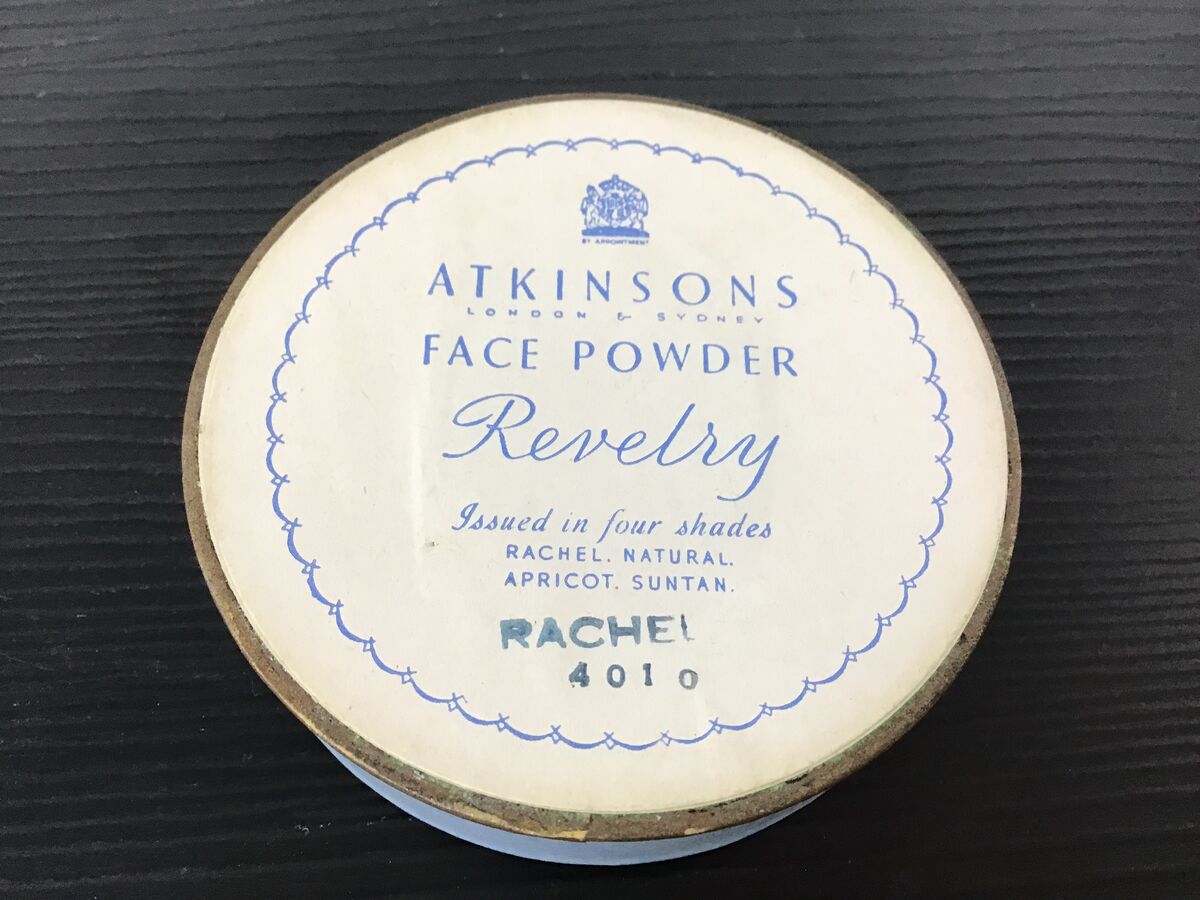 BY APPOINTMENT
ATKINSONS
LONDON & SYDNEY
FACE POWDER
Revelry
Issued in four shades
RACHEL. NATURAL.
APRICOT. SUNTAN.
RACHEL
4010